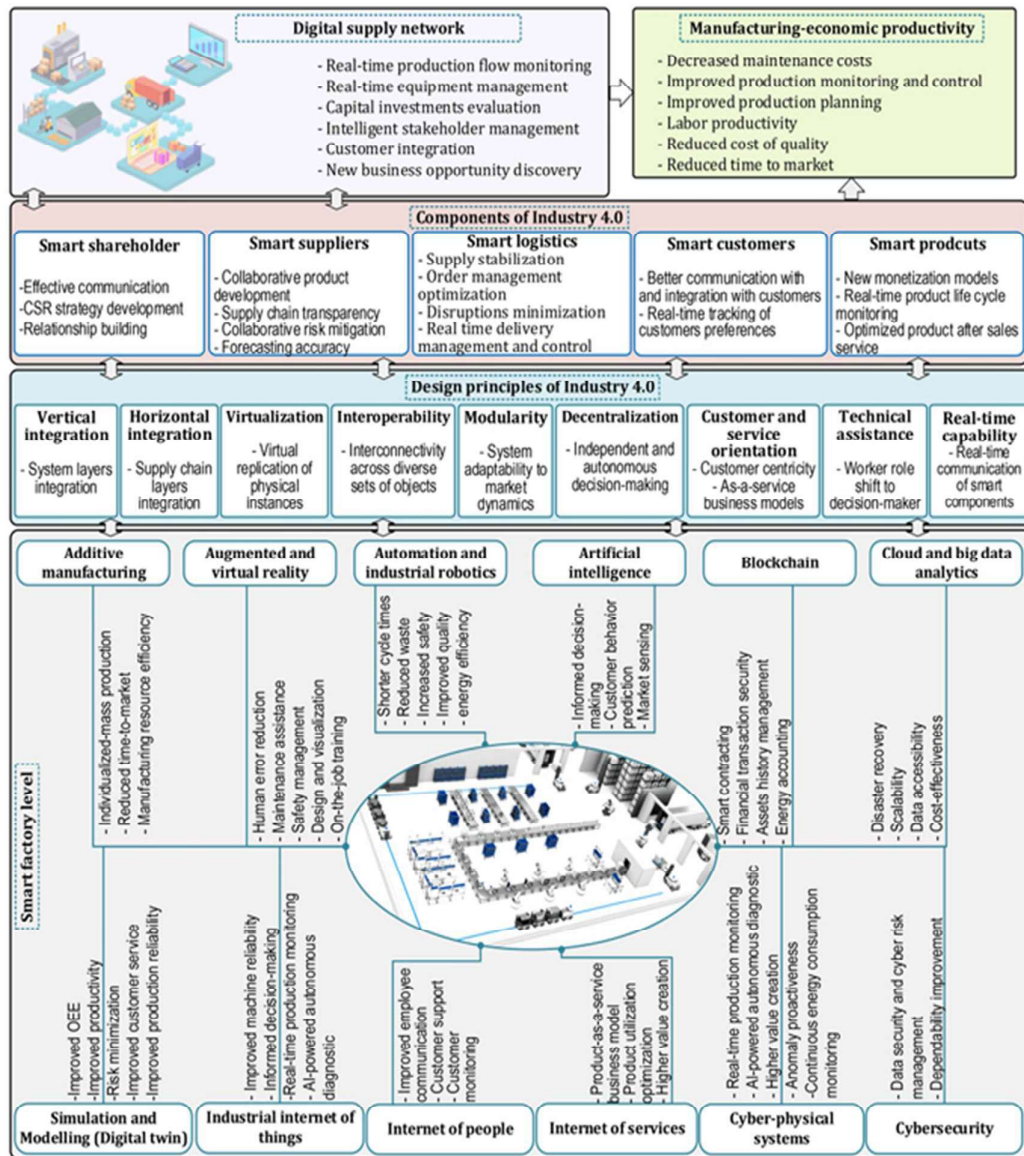 Digital supply network
- Real-time production flow monitoring
- Real-time equipment management
- Capital investments evaluation
- Intelligent stakeholder management
- Customer integration
- New business opportunity discovery
Manufacturing-economic productivity
- Decreased maintenance costs
- Improved production monitoring and control
- Improved production planning
- Labor productivity
- Reduced cost of quality
- Reduced time to market
Components of Industry 4.0
Smart shareholder
-Effective communication
-CSR strategy development
-Relationship building
Smart suppliers
- Collaborative product
development
- Supply chain transparency
- Collaborative risk mitigation
- Forecasting accuracy
Smart logistics
- Supply stabilization
- Order management
optimization
- Disruptions minimization
- Real time delivery
management and control
Smart customers
- Better communication with
and integration with customers
- Real-time tracking of
customers preferences
Smart prodcuts
- New monetization models
- Real-time product life cycle
monitoring
- Optimized product after sales
service
Design principles of Industry 4.0
Vertical
integration
- System layers
integration
Horizontal
integration
- Supply chain
layers
integration
Virtualization
- Virtual
replication of
physical
instances
Interoperability
- Interconnectivity
across diverse
sets of objects
Modularity
- System
adaptability to
market
dynamics
Decentralization
- Independent and
autonomous
decision-making
Customer and
service
orientation
- Customer centricity
- As-a-service
business models
Technical
assistance
- Worker role
shift to
decision-maker
Real-time
capability
- Real-time
communication
of smart
components
Smart factory level
Additive
manufacturing
- Individualized-mass production
- Reduced time-to-market
- Manufacturing resource efficiency
Augmented and
virtual reality
- Human error reduction
- Maintenance assistance
- Safety management
- Design and visualization
- On-the-job training
Automation and
industrial robotics
- Shorter cycle times
- Reduced waste
- Increased safety
- Improved quality
- energy efficiency
Artificial
intelligence
- Informed decision-
making
- Customer behavior
prediction
- Market sensing
Blockchain
- Smart contracting
- Financial transaction security
- Assets history management
- Energy accounting
Cloud and big data
analytics
- Disaster recovery
- Scalability
- Data accessibility
- Cost-effectiveness
-Improved OEE
-Improved productivity
-Risk minimization
-Improved customer service
-Improved production reliability
Simulation and
Modelling (Digital twin)
-Improved machine reliability
-Informed decision-making
-Real-time production monitoring
- AI-powered autonomous
diagnostic
Industrial internet of
things
- Improved employee
communication
- Customer support
- Customer
monitoring
Internet of people
- Product-as-a-service
business model
- Product utilization
optimization
- Higher value creation
Internet of services
- Real-time production monitoring
- AI-powered autonomous diagnostic
- Higher value creation
- Anomaly proactiveness
-Continuous energy consumption
monitoring
Cyber-physical
systems
- Data security and cyber risk
management
- Dependability improvement
Cybersecurity